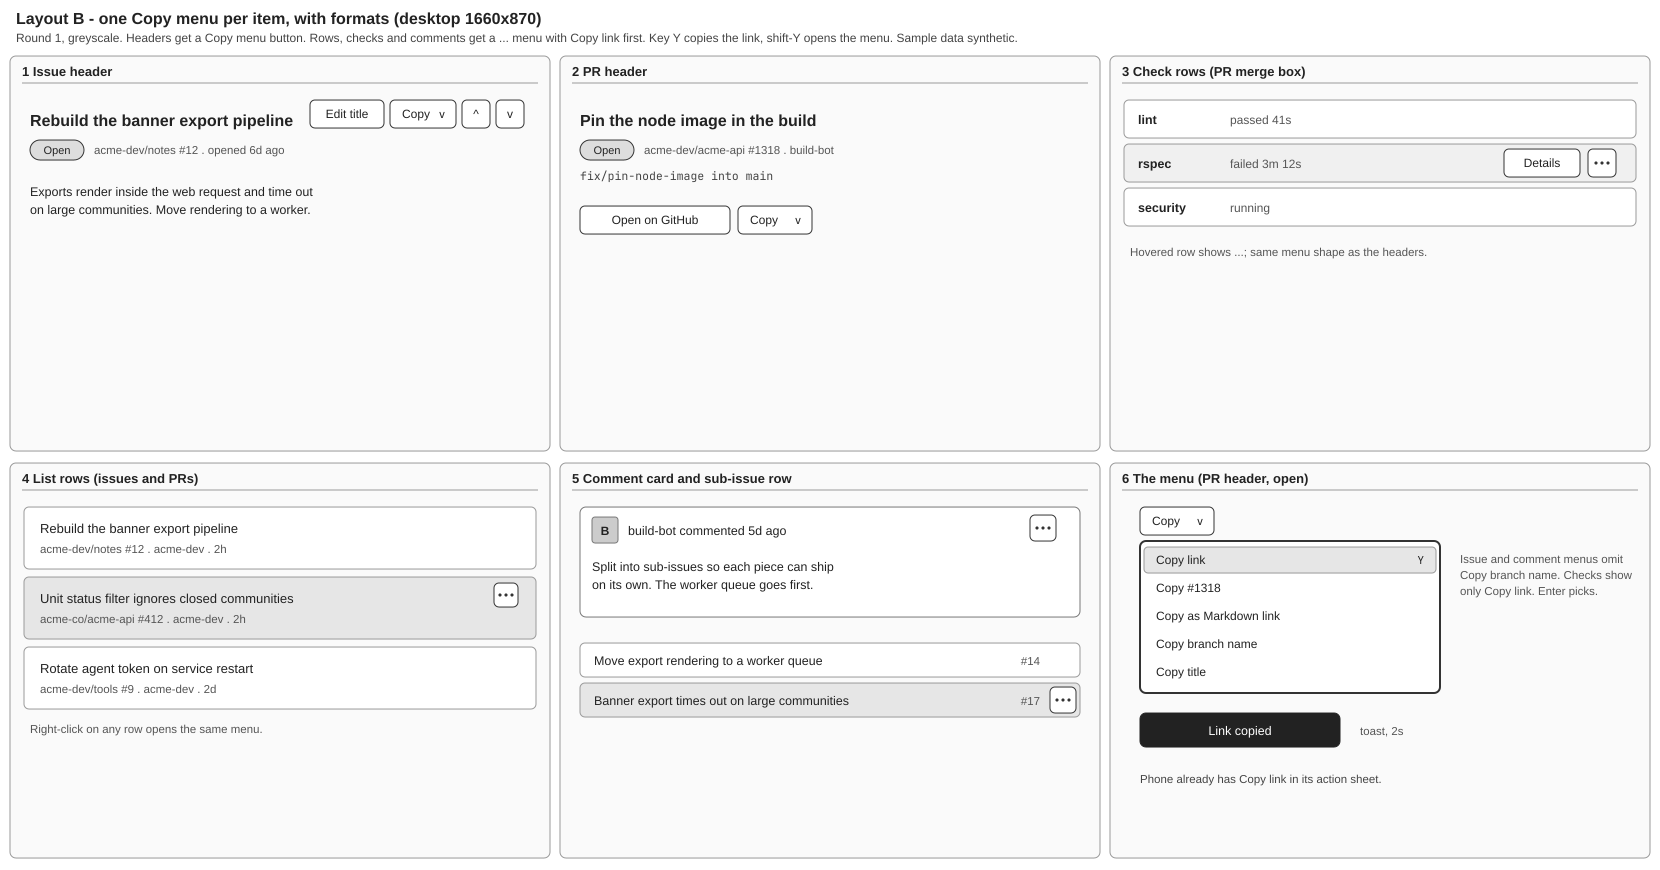 Layout B - one Copy menu per item, with formats (desktop 1660x870)
Round 1, greyscale. Headers get a Copy menu button. Rows, checks and comments get a ... menu with Copy link first. Key Y copies the link, shift-Y opens the menu. Sample data synthetic.
1 Issue header
Rebuild the banner export pipeline
Edit title
Copy v
^
v
Open
acme-dev/notes #12 . opened 6d ago
Exports render inside the web request and time out
on large communities. Move rendering to a worker.
2 PR header
Pin the node image in the build
Open
acme-dev/acme-api #1318 . build-bot
fix/pin-node-image into main
Open on GitHub
Copy v
3 Check rows (PR merge box)
lint passed 41s
rspec failed 3m 12s
Details
•••
security running
Hovered row shows ...; same menu shape as the headers.
4 List rows (issues and PRs)
Rebuild the banner export pipeline
acme-dev/notes #12 . acme-dev . 2h
Unit status filter ignores closed communities
•••
acme-co/acme-api #412 . acme-dev . 2h
Rotate agent token on service restart
acme-dev/tools #9 . acme-dev . 2d
Right-click on any row opens the same menu.
5 Comment card and sub-issue row
B
build-bot commented 5d ago
•••
Split into sub-issues so each piece can ship
on its own. The worker queue goes first.
Move export rendering to a worker queue #14
Banner export times out on large communities #17
•••
6 The menu (PR header, open)
Copy v
Copy link Y
Copy #1318
Copy as Markdown link
Copy branch name
Copy title
Issue and comment menus omit
Copy branch name. Checks show
only Copy link. Enter picks.
Link copied
toast, 2s
Phone already has Copy link in its action sheet.